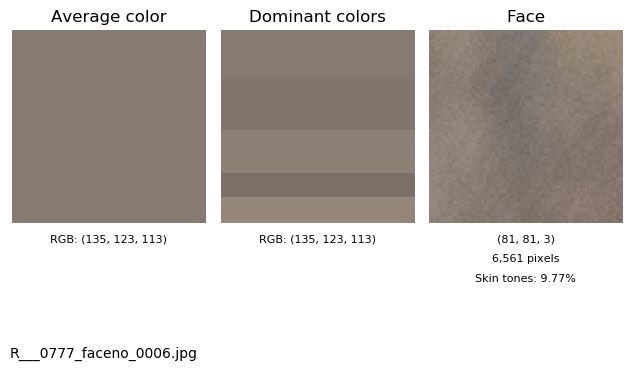 Average color
Dominant colors
Face
RGB: (135, 123, 113)
RGB: (135, 123, 113)
(81, 81, 3)
6,561 pixels
Skin tones: 9.77%
R___0777_faceno_0006.jpg